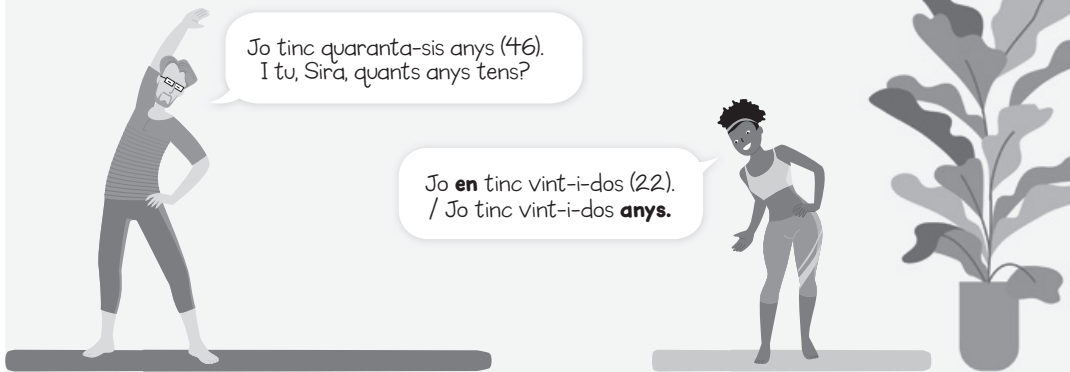 Jo tinc quaranta-sis anys (46).
I tu, Sira, quants anys tens?
Jo en tinc vint-i-dos (22).
/ Jo tinc vint-i-dos anys.